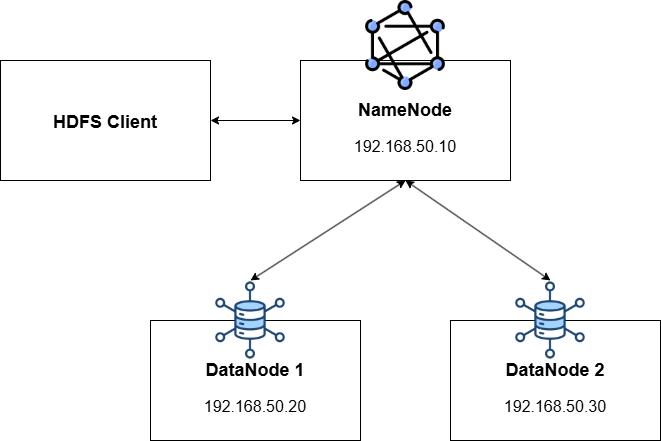 HDFS Client
NameNode
192.168.50.10
DataNode 1
192.168.50.20
DataNode 2
192.168.50.30